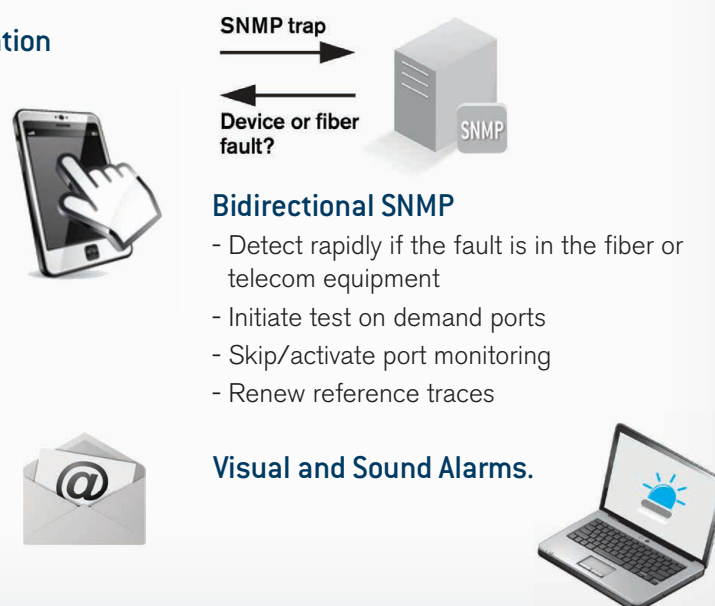 SNMP trap
Device or fiber
fault?
SNMP
Bidirectional SNMP
- Detect rapidly if the fault is in the fiber or
telecom equipment
- Initiate test on demand ports
- Skip/activate port monitoring
- Renew reference traces
@
Visual and Sound Alarms.